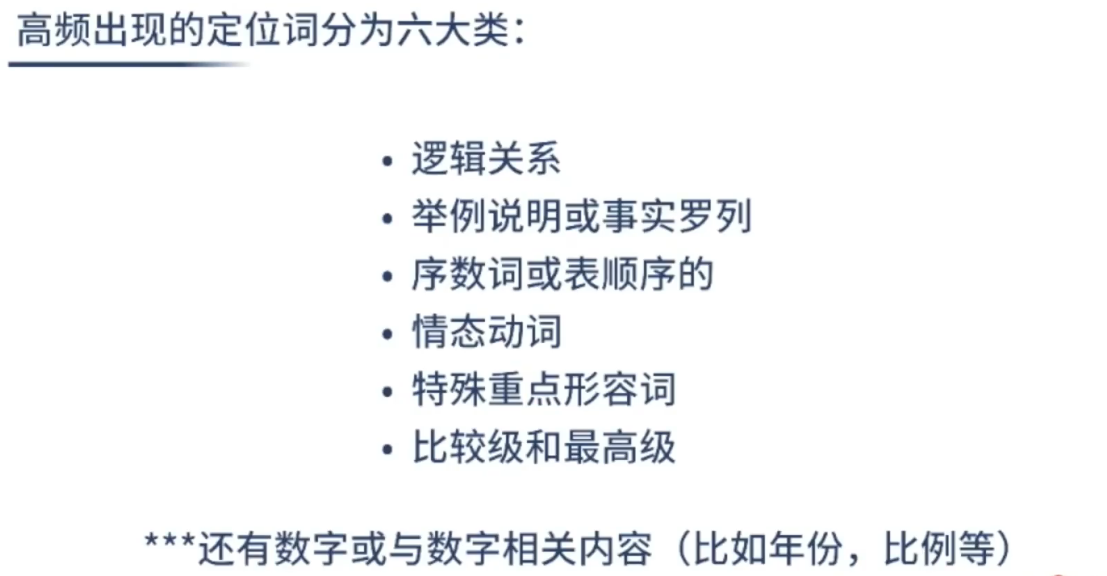 高频出现的定位词分为六大类：
• 逻辑关系
• 举例说明或事实罗列
• 序数词或表顺序的
• 情态动词
• 特殊重点形容词
• 比较级和最高级
***还有数字或与数字相关内容（比如年份，比例等）